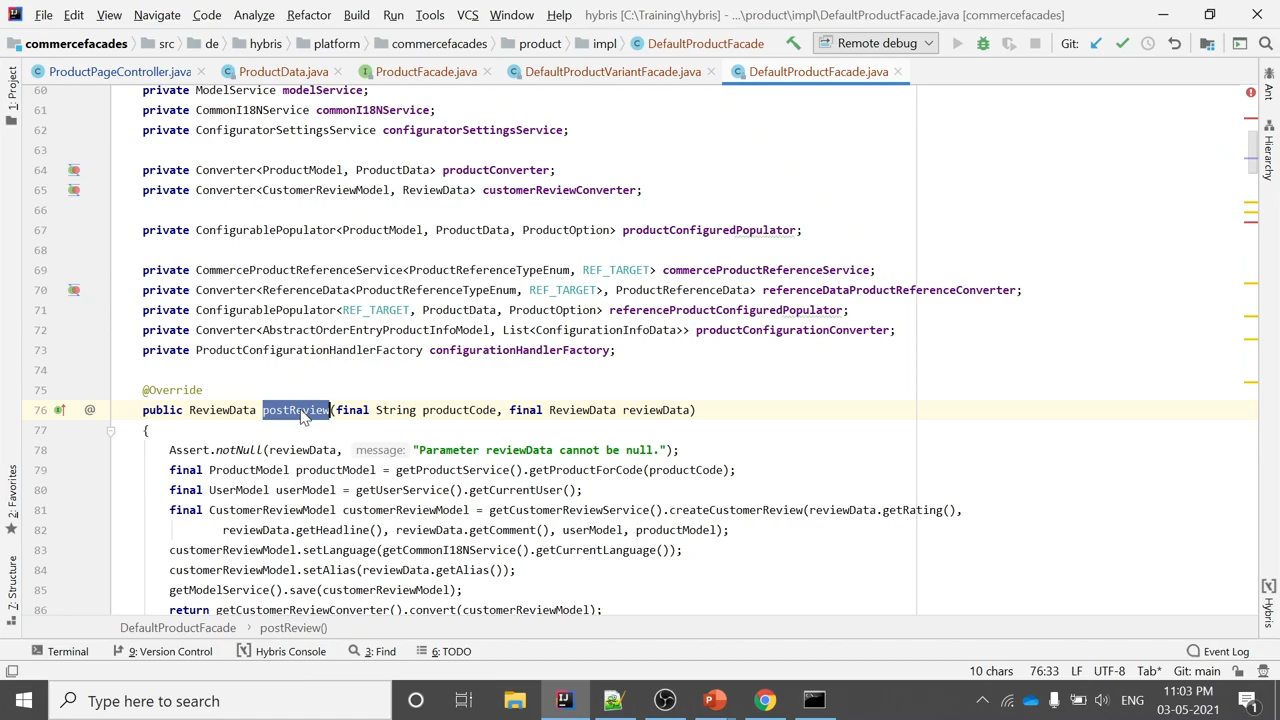 File Edit View Navigate Code Analyze Refactor Build Run Tools VCS Window Help hybris [C:\Training\hybris] - ...\product\impl\DefaultProductFacade.java [commercefacades]
commercefacades src de hybris platform commercefacades product impl DefaultProductFacade Remote debug Git:
ProductPageController.java ProductData.java ProductFacade.java DefaultProductVariantFacade.java DefaultProductFacade.java
60 private ModelService modelService;
61 private CommonI18NService commonI18NService;
62 private ConfiguratorSettingsService configuratorSettingsService;
63
64 private Converter<ProductModel, ProductData> productConverter;
65 private Converter<CustomerReviewModel, ReviewData> customerReviewConverter;
66
67 private ConfigurablePopulator<ProductModel, ProductData, ProductOption> productConfiguredPopulator;
68
69 private CommerceProductReferenceService<ProductReferenceTypeEnum, REF_TARGET> commerceProductReferenceService;
70 private Converter<ReferenceData<ProductReferenceTypeEnum, REF_TARGET>, ProductReferenceData> referenceDataProductReferenceConverter;
71 private ConfigurablePopulator<REF_TARGET, ProductData, ProductOption> referenceProductConfiguredPopulator;
72 private Converter<AbstractOrderEntryProductInfoModel, List<ConfigurationInfoData>> productConfigurationConverter;
73 private ProductConfigurationHandlerFactory configurationHandlerFactory;
74
75 @Override
76 @ public ReviewData postReview(final String productCode, final ReviewData reviewData)
77 {
78 Assert.notNull(reviewData, message: "Parameter reviewData cannot be null.");
79 final ProductModel productModel = getProductService().getProductForCode(productCode);
80 final UserModel userModel = getUserService().getCurrentUser();
81 final CustomerReviewModel customerReviewModel = getCustomerReviewService().createCustomerReview(reviewData.getRating(),
82 reviewData.getHeadline(), reviewData.getComment(), userModel, productModel);
83 customerReviewModel.setLanguage(getCommonI18NService().getCurrentLanguage());
84 customerReviewModel.setAlias(reviewData.getAlias());
85 getModelService().save(customerReviewModel);
86 return getCustomerReviewConverter().convert(customerReviewModel);
DefaultProductFacade > postReview()
Terminal 9: Version Control Hybris Console 3: Find 6: TODO Event Log
10 chars 76:33 LF UTF-8 Tab* Git: main
Type here to search ENG 11:03 PM
03-05-2021 1
1: Project
2: Favorites
7: Structure
Ant
Hierarchy
Hybris